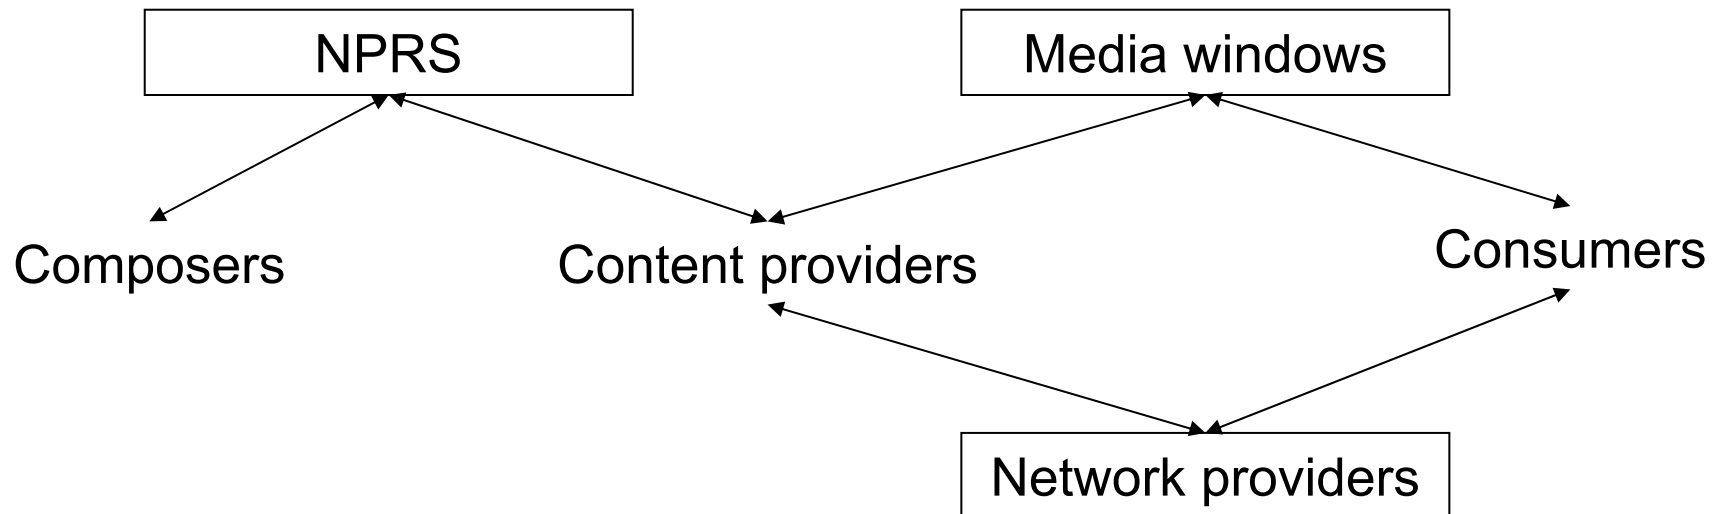 NPRS
Media windows
Composers
Content providers
Consumers
Network providers